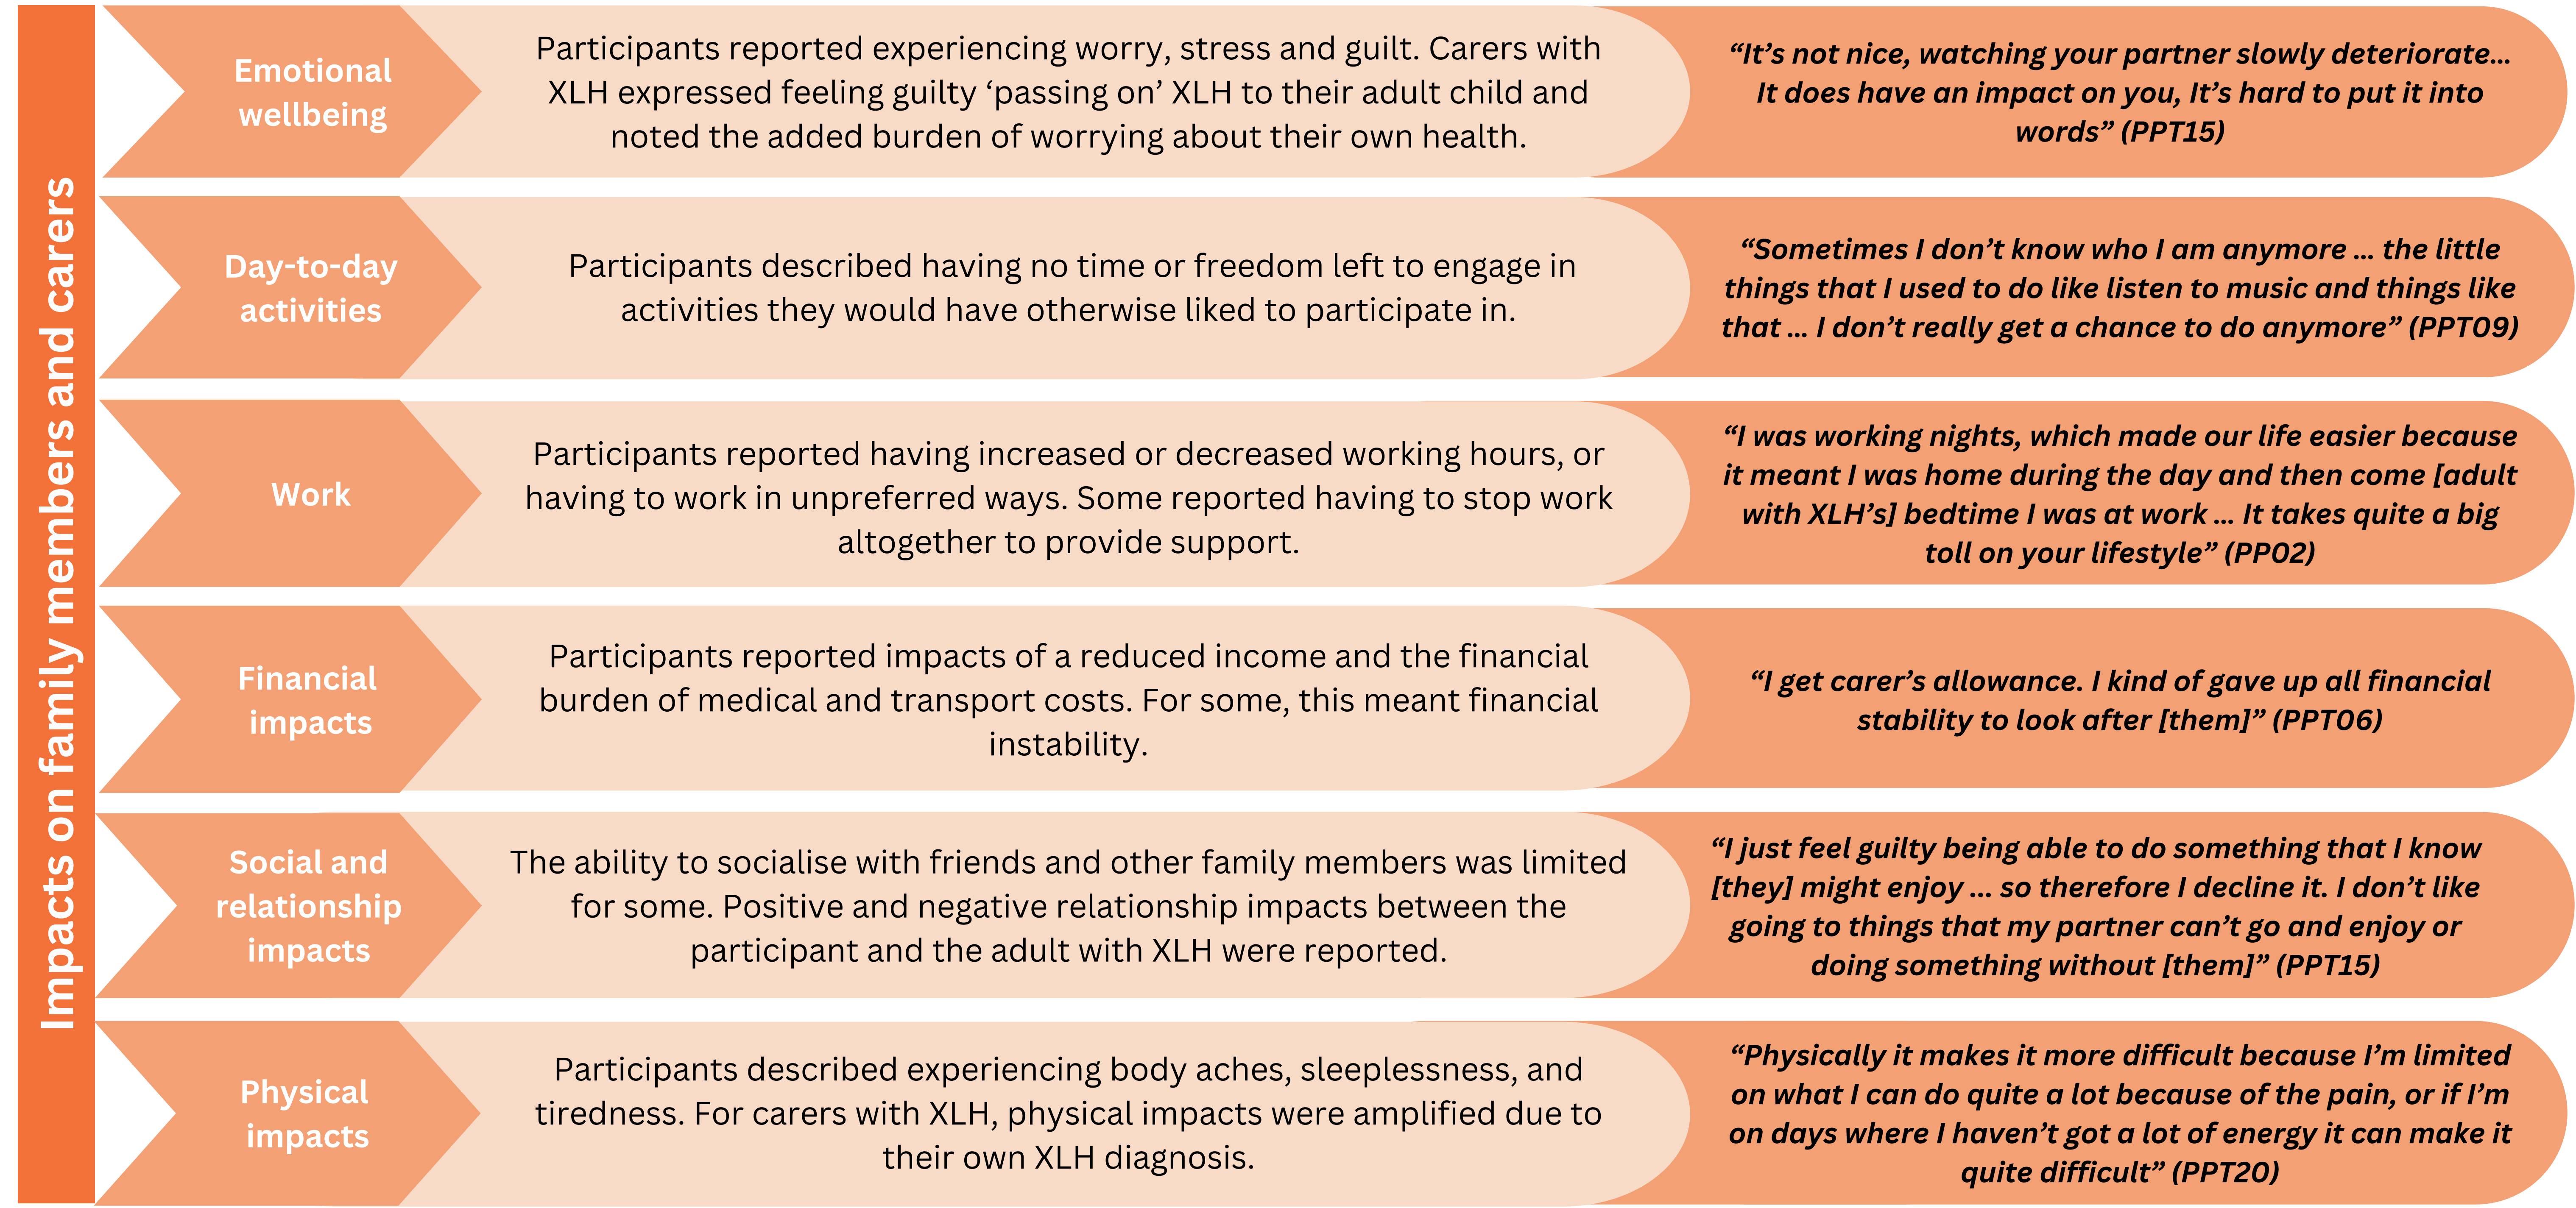 Impacts on family members and carers
Emotional
wellbeing
Participants reported experiencing worry, stress and guilt. Carers with
XLH expressed feeling guilty ‘passing on’ XLH to their adult child and
noted the added burden of worrying about their own health.
“It’s not nice, watching your partner slowly deteriorate...
It does have an impact on you, It’s hard to put it into
words” (PPT15)
Day-to-day
activities
Participants described having no time or freedom left to engage in
activities they would have otherwise liked to participate in.
“Sometimes I don’t know who I am anymore ... the little
things that I used to do like listen to music and things like
that ... I don’t really get a chance to do anymore” (PPT09)
Work
Participants reported having increased or decreased working hours, or
having to work in unpreferred ways. Some reported having to stop work
altogether to provide support.
“I was working nights, which made our life easier because
it meant I was home during the day and then come [adult
with XLH’s] bedtime I was at work ... It takes quite a big
toll on your lifestyle” (PP02)
Financial
impacts
Participants reported impacts of a reduced income and the financial
burden of medical and transport costs. For some, this meant financial
instability.
“I get carer’s allowance. I kind of gave up all financial
stability to look after [them]” (PPT06)
Social and
relationship
impacts
The ability to socialise with friends and other family members was limited
for some. Positive and negative relationship impacts between the
participant and the adult with XLH were reported.
“I just feel guilty being able to do something that I know
[they] might enjoy ... so therefore I decline it. I don’t like
going to things that my partner can’t go and enjoy or
doing something without [them]” (PPT15)
Physical
impacts
Participants described experiencing body aches, sleeplessness, and
tiredness. For carers with XLH, physical impacts were amplified due to
their own XLH diagnosis.
“Physically it makes it more difficult because I’m limited
on what I can do quite a lot because of the pain, or if I’m
on days where I haven’t got a lot of energy it can make it
quite difficult” (PPT20)